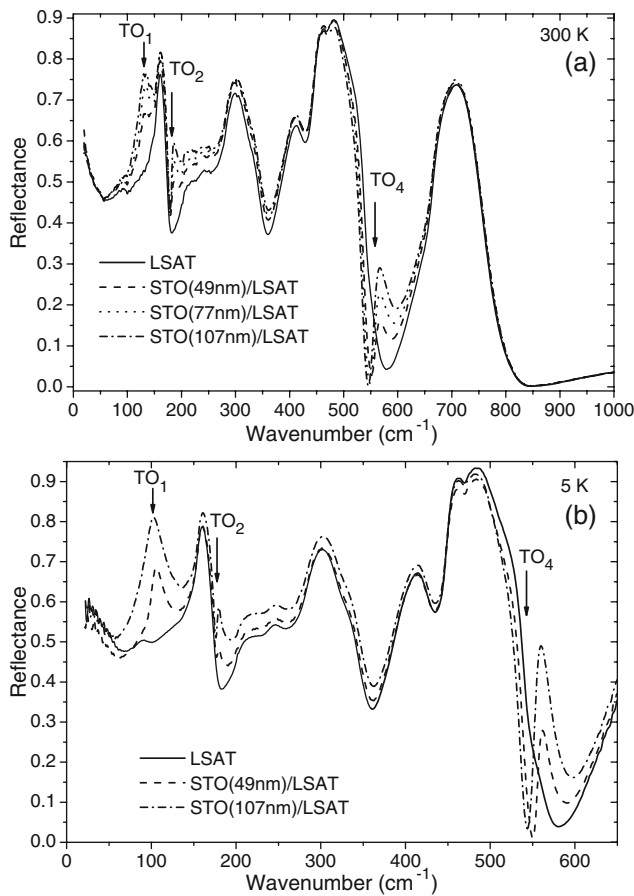 0.9
0.8
0.7
0.6
0.5
0.4
0.3
0.2
0.1
0.0
Reflectance
TO1
TO2
TO4
300 K
(a)
LSAT
STO(49nm)/LSAT
STO(77nm)/LSAT
STO(107nm)/LSAT
0 100 200 300 400 500 600 700 800 900 1000
Wavenumber (cm-1)
0.9
0.8
0.7
0.6
0.5
0.4
0.3
0.2
0.1
0.0
Reflectance
TO1
TO2
TO4
5 K
(b)
LSAT
STO(49nm)/LSAT
STO(107nm)/LSAT
0 100 200 300 400 500 600
Wavenumber (cm-1)